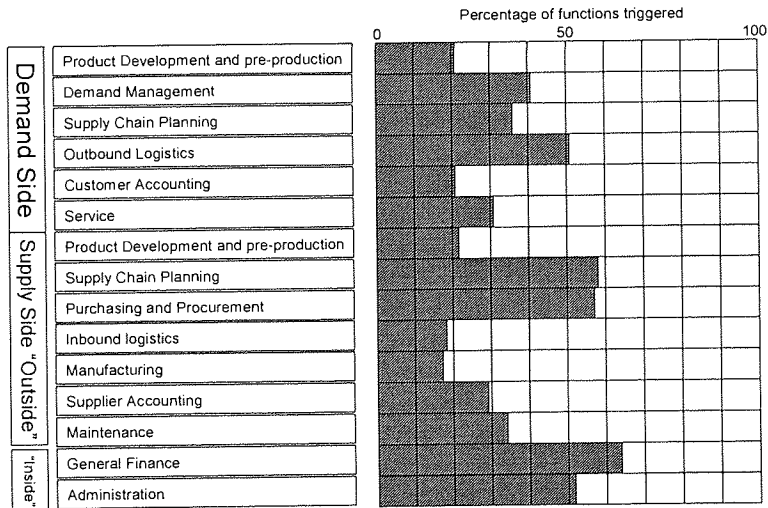 Percentage of functions triggered
0 50 100
Demand Side
Product Development and pre-production
Demand Management
Supply Chain Planning
Outbound Logistics
Customer Accounting
Service
Supply Side "Outside"
Product Development and pre-production
Supply Chain Planning
Purchasing and Procurement
Inbound logistics
Manufacturing
Supplier Accounting
Maintenance
"Inside"
General Finance
Administration